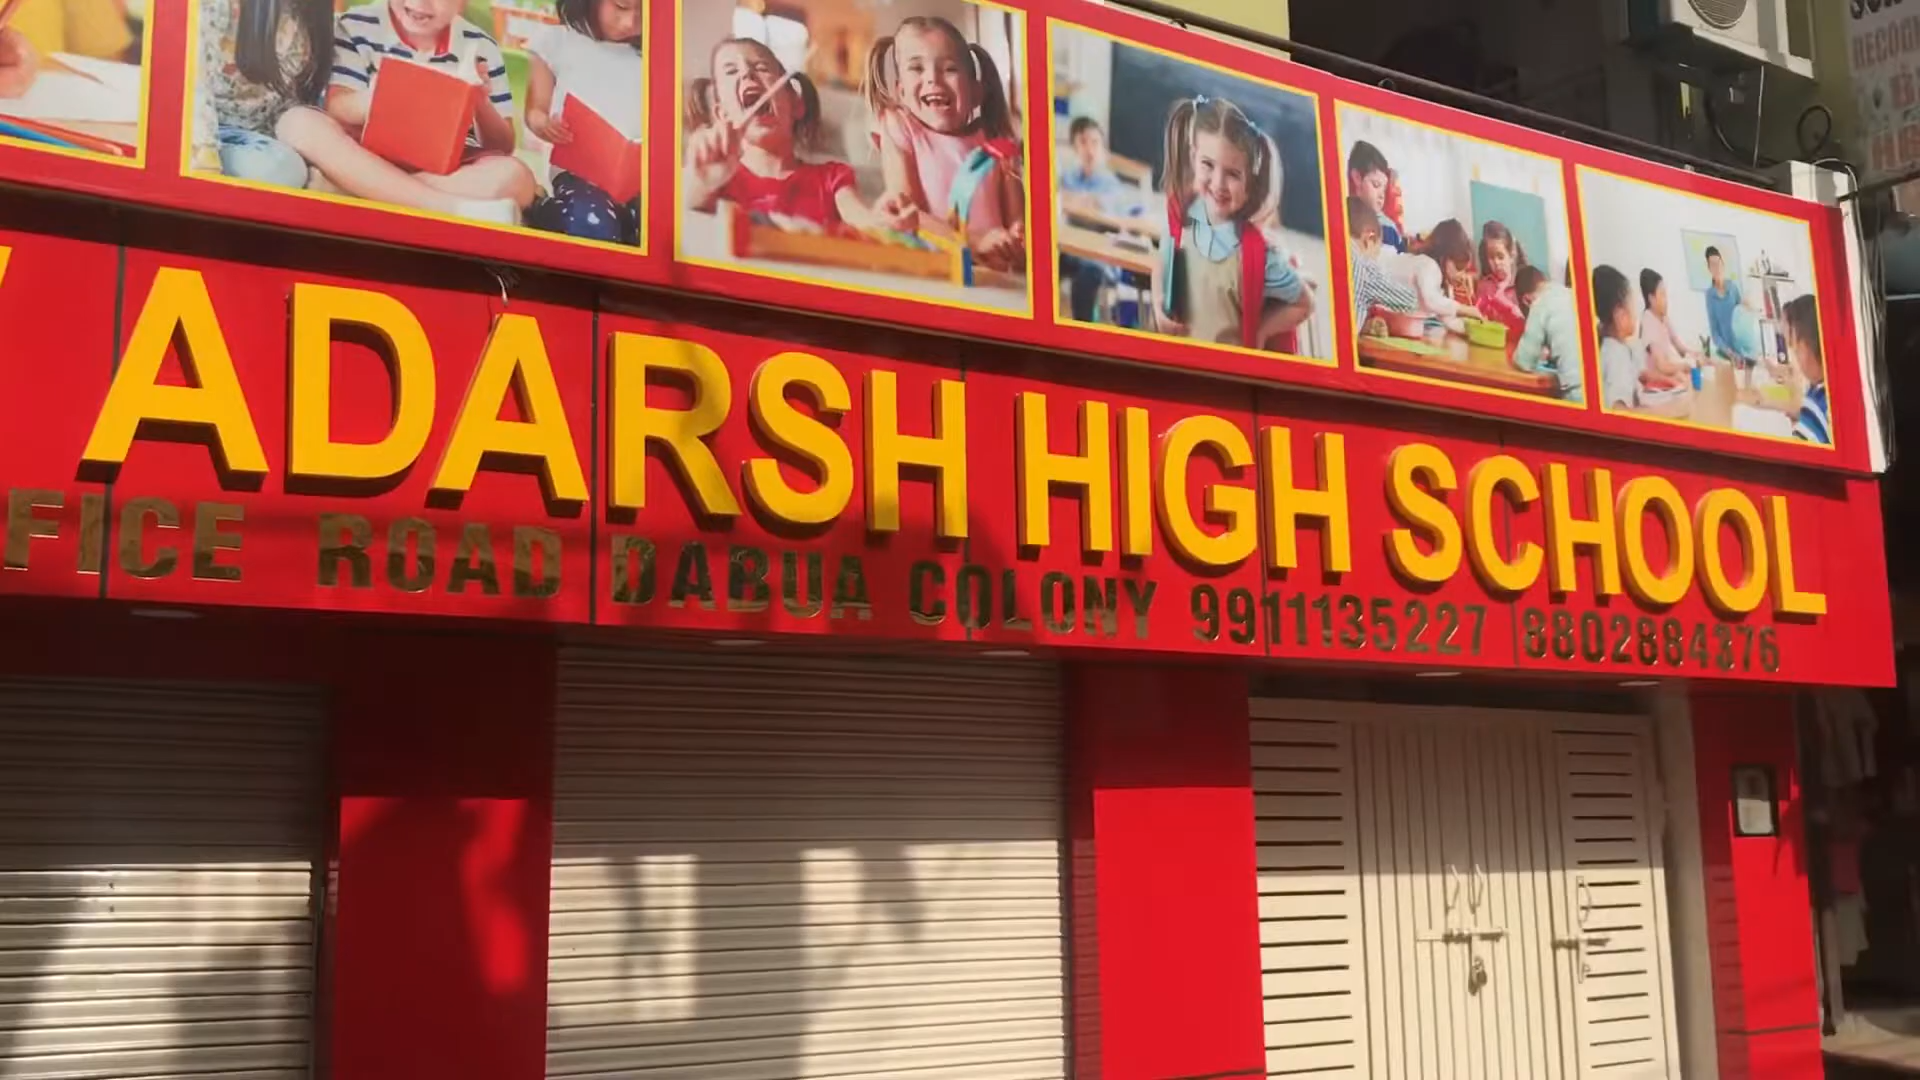 ADARSH HIGH SCHOOL
FICE ROAD DABUA COLONY 9911135227 8802884376